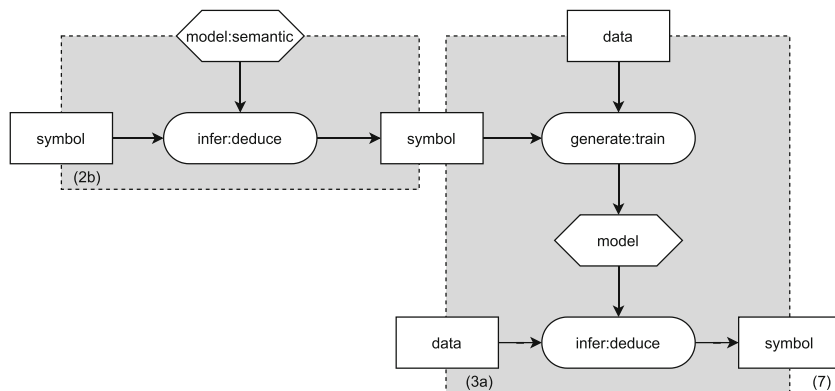 model:semantic
data
symbol
infer:deduce
symbol
generate:train
(2b)
model
data
infer:deduce
symbol
(3a)
(7)